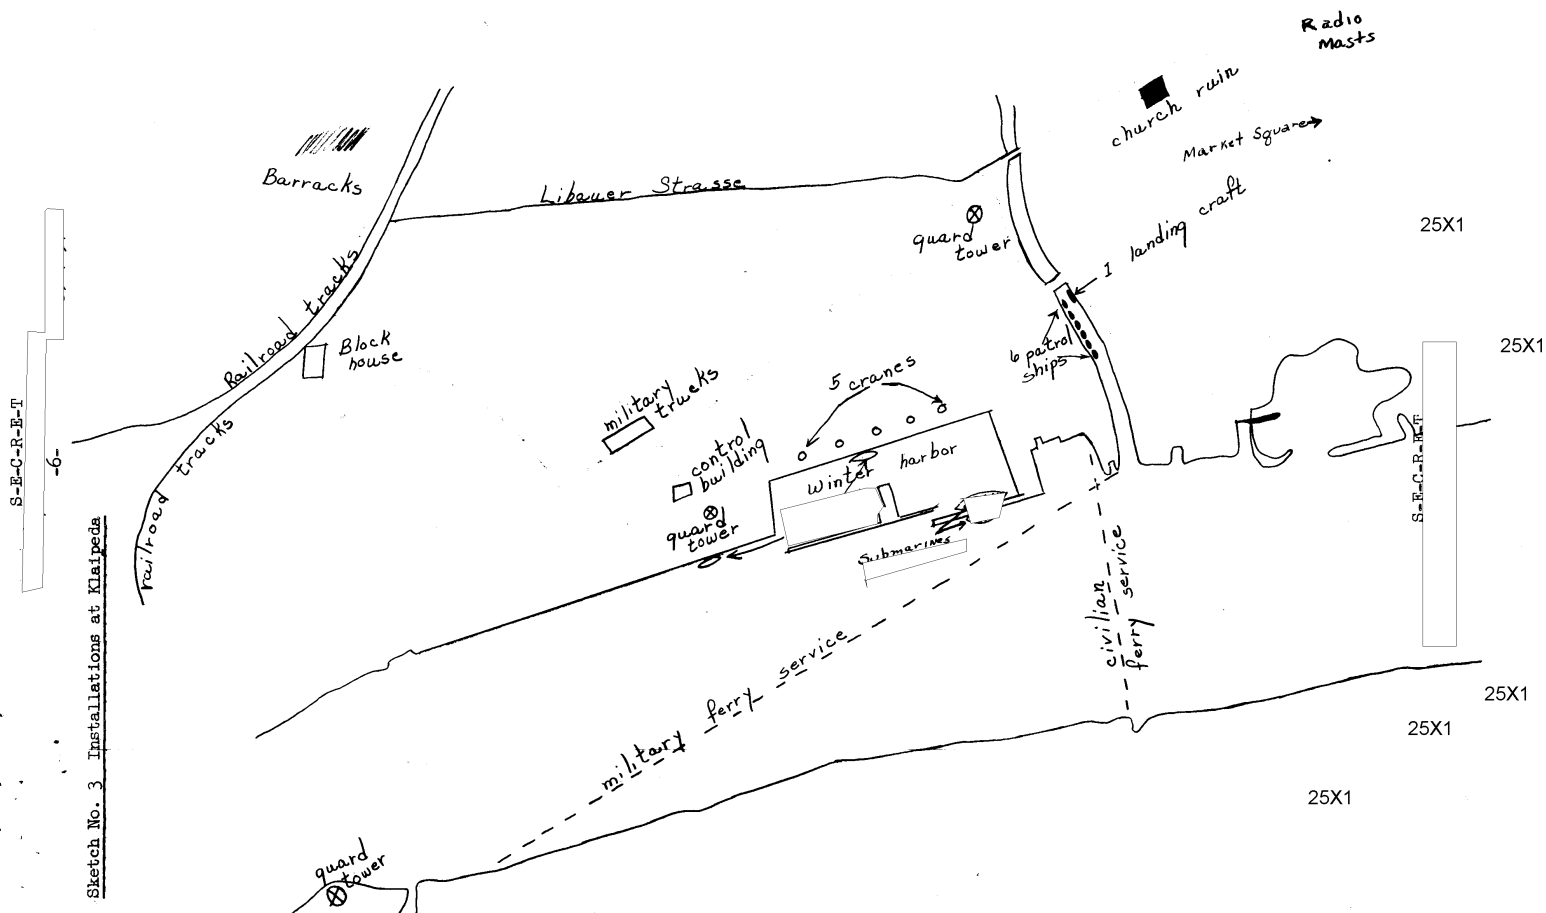 Radio
Masts
church ruin
Market Square
Barracks
Libauer Strasse
guard
tower
1 landing craft
25X1
Railroad tracks
Block
house
6 patrol
ships
25X1
5 cranes
military
trucks
control
building
Winter harbor
railroad tracks
guard
tower
Submarines
civilian
ferry service
military ferry service
25X1
25X1
25X1
guard
tower
S-E-C-R-E-T
-6-
Sketch No. 3 Installations at Klaipeda
S-E-C-R-E-T